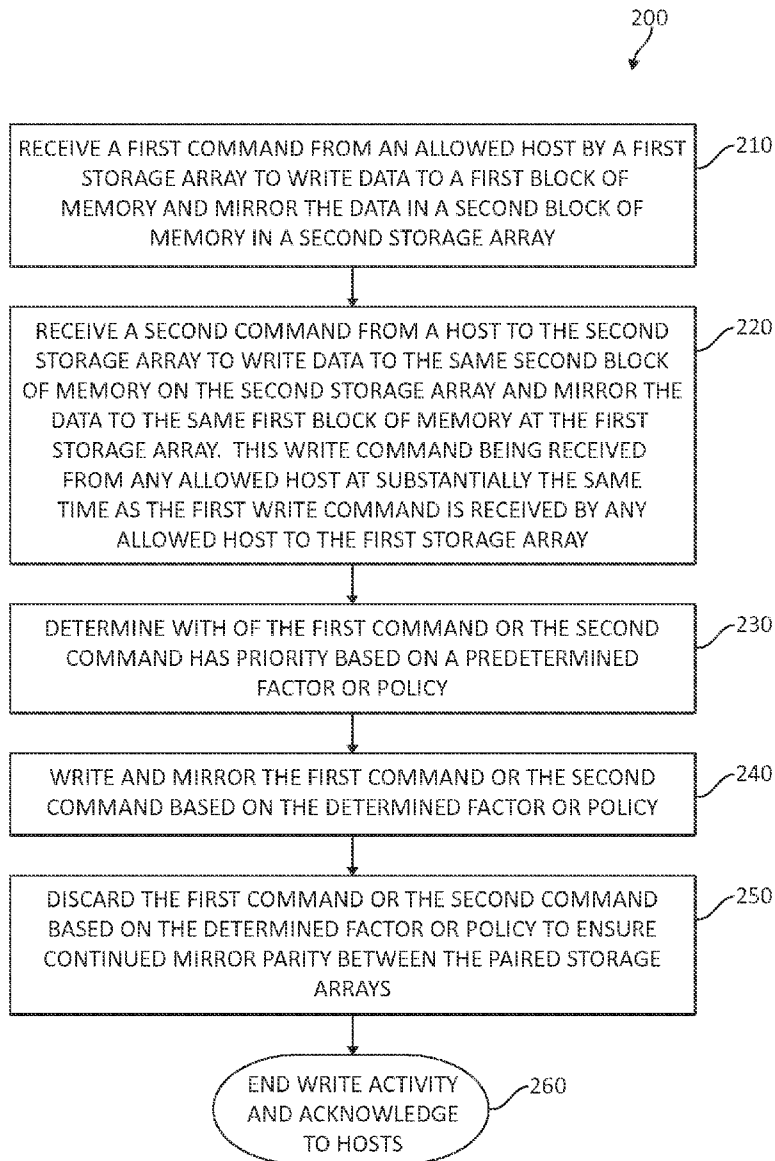 200
RECEIVE A FIRST COMMAND FROM AN ALLOWED HOST BY A FIRST
STORAGE ARRAY TO WRITE DATA TO A FIRST BLOCK OF
MEMORY AND MIRROR THE DATA IN A SECOND BLOCK OF
MEMORY IN A SECOND STORAGE ARRAY
210
RECEIVE A SECOND COMMAND FROM A HOST TO THE SECOND
STORAGE ARRAY TO WRITE DATA TO THE SAME SECOND BLOCK
OF MEMORY ON THE SECOND STORAGE ARRAY AND MIRROR THE
DATA TO THE SAME FIRST BLOCK OF MEMORY AT THE FIRST
STORAGE ARRAY. THIS WRITE COMMAND BEING RECEIVED
FROM ANY ALLOWED HOST AT SUBSTANTIALLY THE SAME
TIME AS THE FIRST WRITE COMMAND IS RECEIVED BY ANY
ALLOWED HOST TO THE FIRST STORAGE ARRAY
220
DETERMINE WITH OF THE FIRST COMMAND OR THE SECOND
COMMAND HAS PRIORITY BASED ON A PREDETERMINED
FACTOR OR POLICY
230
WRITE AND MIRROR THE FIRST COMMAND OR THE SECOND
COMMAND BASED ON THE DETERMINED FACTOR OR POLICY
240
DISCARD THE FIRST COMMAND OR THE SECOND COMMAND
BASED ON THE DETERMINED FACTOR OR POLICY TO ENSURE
CONTINUED MIRROR PARITY BETWEEN THE PAIRED STORAGE
ARRAYS
250
END WRITE ACTIVITY
AND ACKNOWLEDGE
TO HOSTS
260